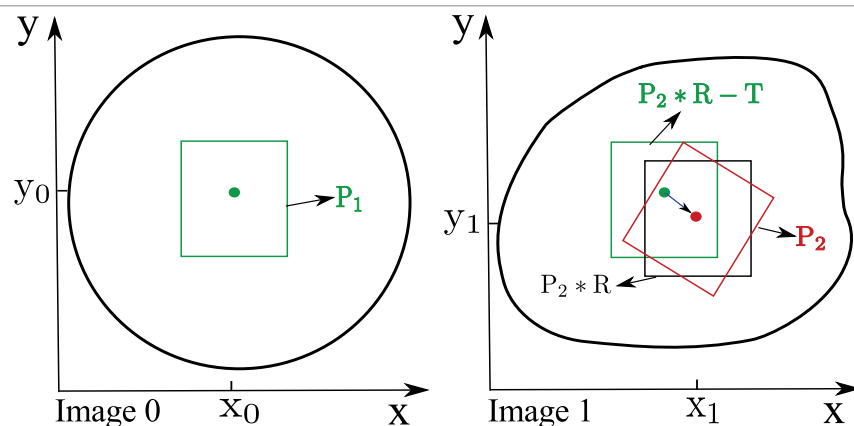 y
y₀
P₁
Image 0
x₀
x
y
P₂ * R − T
y₁
P₂
P₂ * R
Image 1
x₁
x